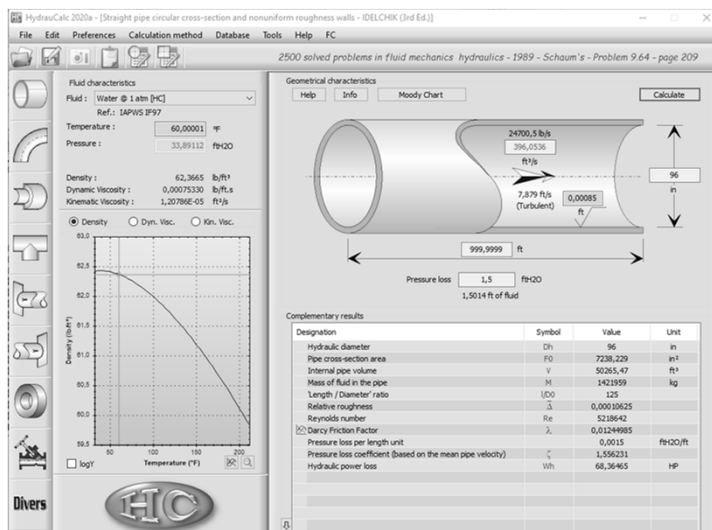 HydrauCalc 2020a - [Straight pipe circular cross-section and nonuniform roughness walls - IDELCHIK (3rd Ed.)]
File Edit Preferences Calculation method Database Tools Help FC
2500 solved problems in fluid mechanics hydraulics - 1989 - Schaum's - Problem 9.64 - page 209
Fluid characteristics
Fluid : Water @ 1 atm [HC]
Ref.: IAPWS IF97
Temperature : 60,00001 ºF
Pressure : 33,89112 ftH2O
Density : 62,3665 lb/ft³
Dynamic Viscosity : 0,00075330 lb/ft.s
Kinematic Viscosity : 1,20786E-05 ft²/s
Density Dyn. Visc. Kin. Visc.
63,0
62,5
62,0
61,5
61,0
60,5
60,0
59,5
Density (lb/ft³)
50 100 150 200
logY Temperature (°F)
Divers
HC
Geometrical characteristics
Help Info Moody Chart Calculate
24700,5 lb/s
396,0536
ft³/s
7,879 ft/s
(Turbulent)
0,00085
ft
96
in
999,9999 ft
Pressure loss 1,5 ftH2O
1,5014 ft of fluid
Complementary results
Designation Symbol Value Unit
Hydraulic diameter Dh 96 in
Pipe cross-section area F0 7238,229 in²
Internal pipe volume V 50265,47 ft³
Mass of fluid in the pipe M 1421959 kg
'Length / Diameter' ratio l/D0 125
Relative roughness Δ 0,00010625
Reynolds number Re 5218642
Darcy Friction Factor λ 0,01244985
Pressure loss per length unit 0,0015 ftH2O/ft
Pressure loss coefficient (based on the mean pipe velocity) ζ 1,556231
Hydraulic power loss Wh 68,36465 HP